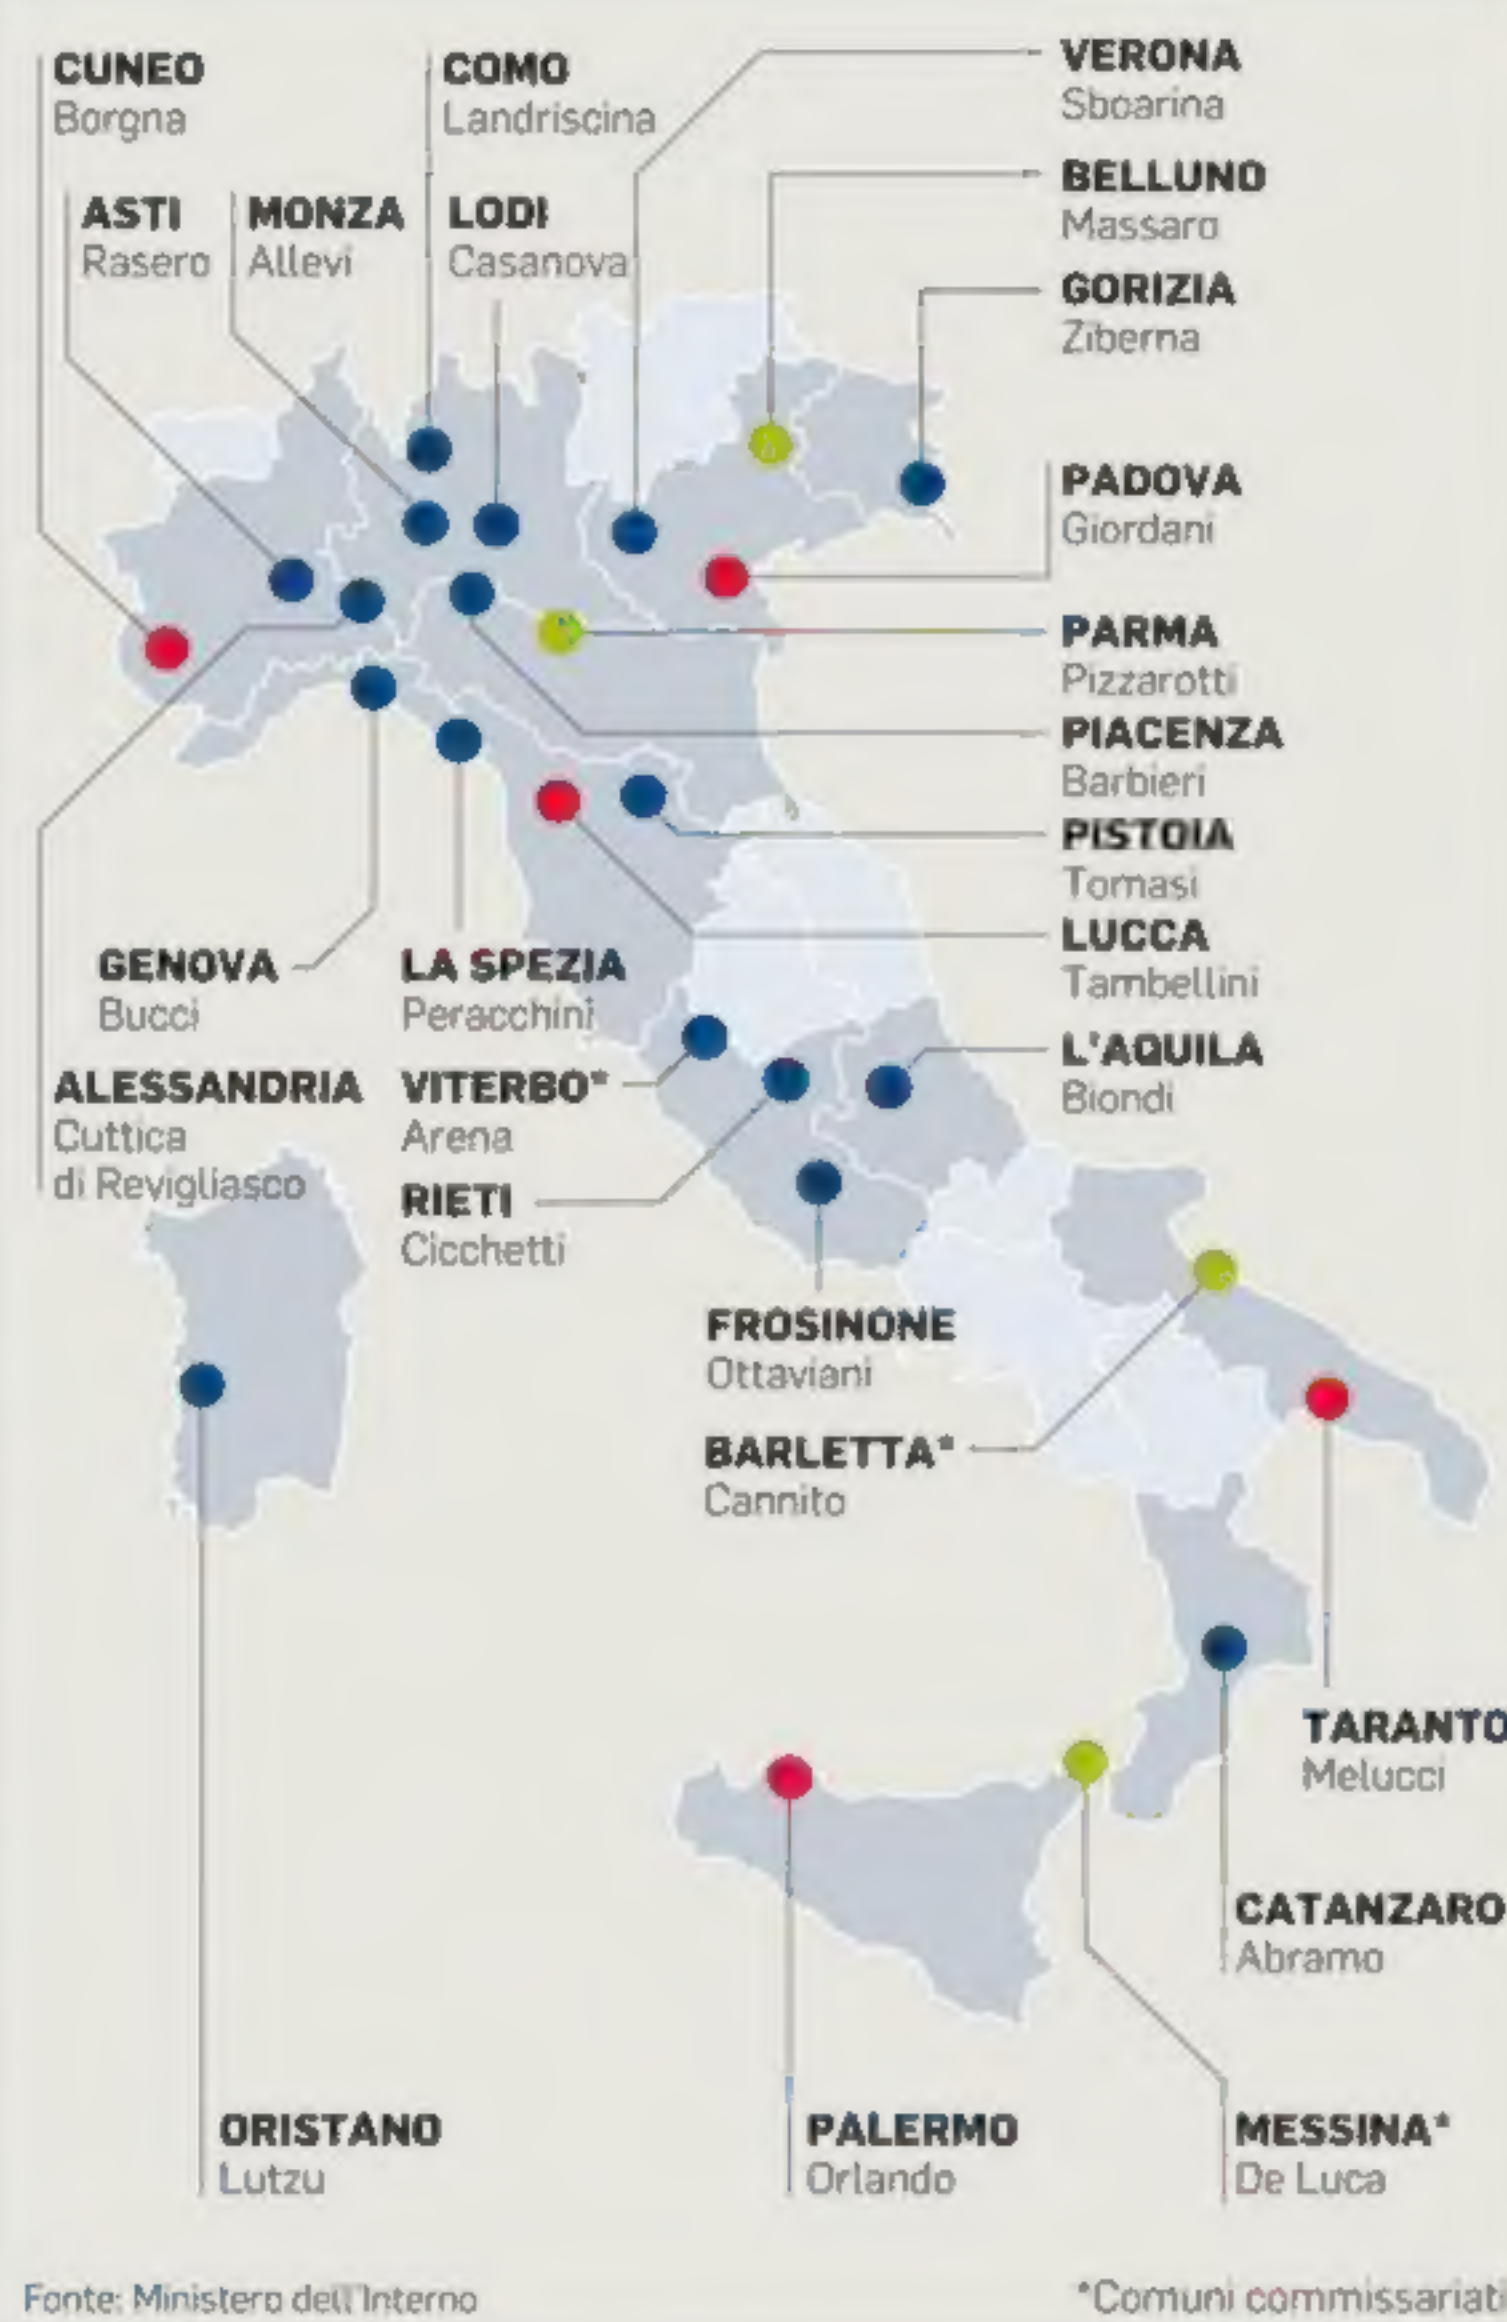 CUNEO
Borgna
COMO
Landriscina
VERONA
Sboarina
ASTI
Rasero
MONZA
Allevi
LODI
Casanova
BELLUNO
Massaro
GORIZIA
Ziberna
PADOVA
Giordani
PARMA
Pizzarotti
PIACENZA
Barbieri
PISTOIA
Tomasi
LUCCA
Tambellini
GENOVA
Bucci
LA SPEZIA
Peracchini
L'AQUILA
Biondi
ALESSANDRIA
Cuttica
di Revigliasco
VITERBO*
Arena
RIETI
Cicchetti
FROSINONE
Ottaviani
BARLETTA*
Cannito
TARANTO
Melucci
CATANZARO
Abramo
ORISTANO
Lutzu
PALERMO
Orlando
MESSINA*
De Luca
Fonte: Ministero dell'Interno
*Comuni commissariati